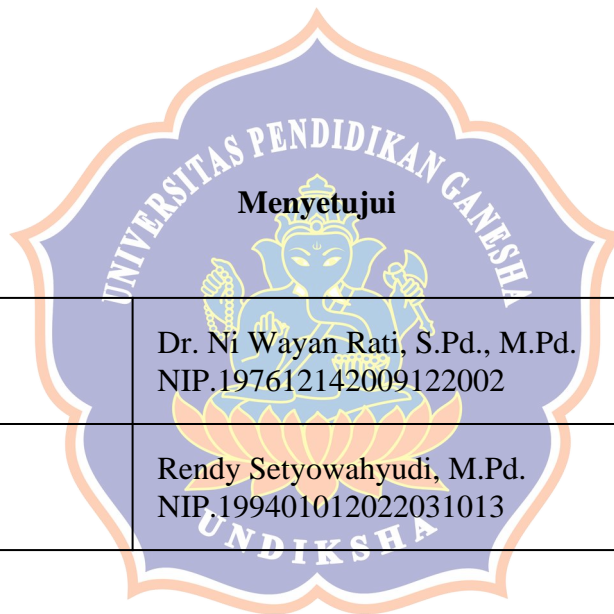 UNIVERSITAS PENDIDIKAN GANESHA
Menyetujui
Dr. Ni Wayan Rati, S.Pd., M.Pd.
NIP.197612142009122002
Rendy Setyowahyudi, M.Pd.
NIP.199401012022031013
UNDIKSHA